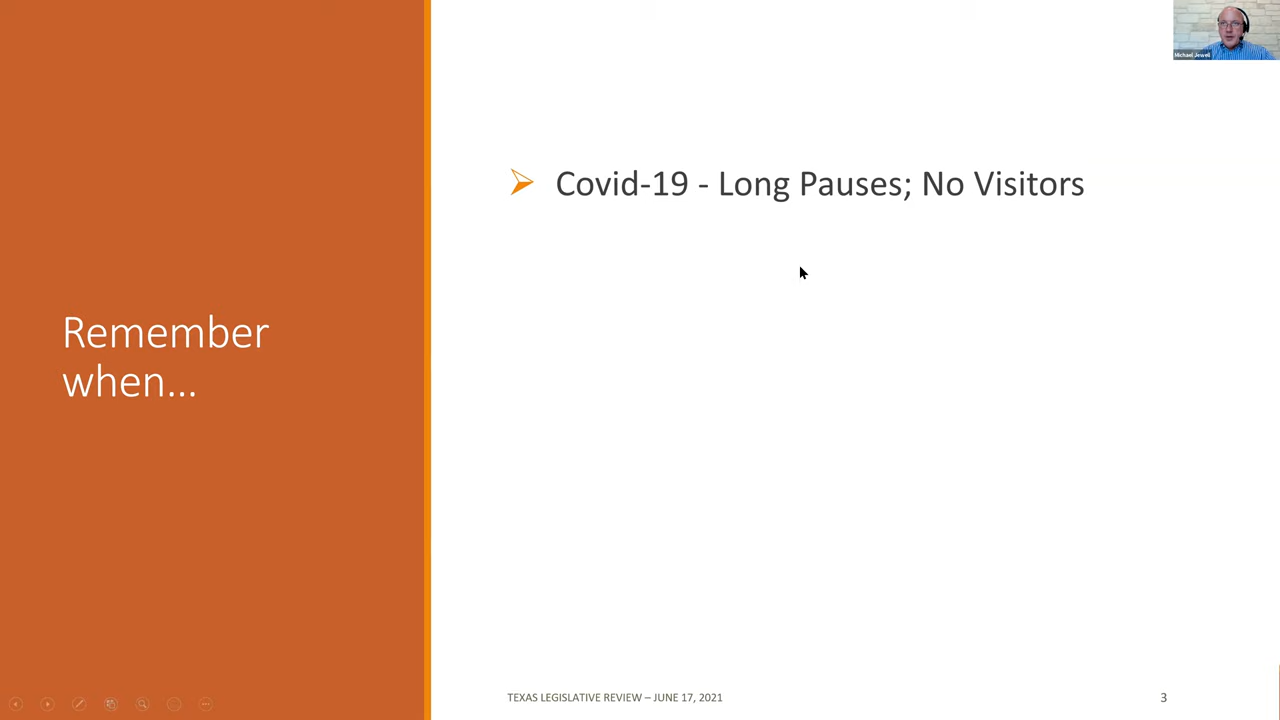 Michael Jewell
Covid-19 - Long Pauses; No Visitors
Remember
when...
TEXAS LEGISLATIVE REVIEW – JUNE 17, 2021
3